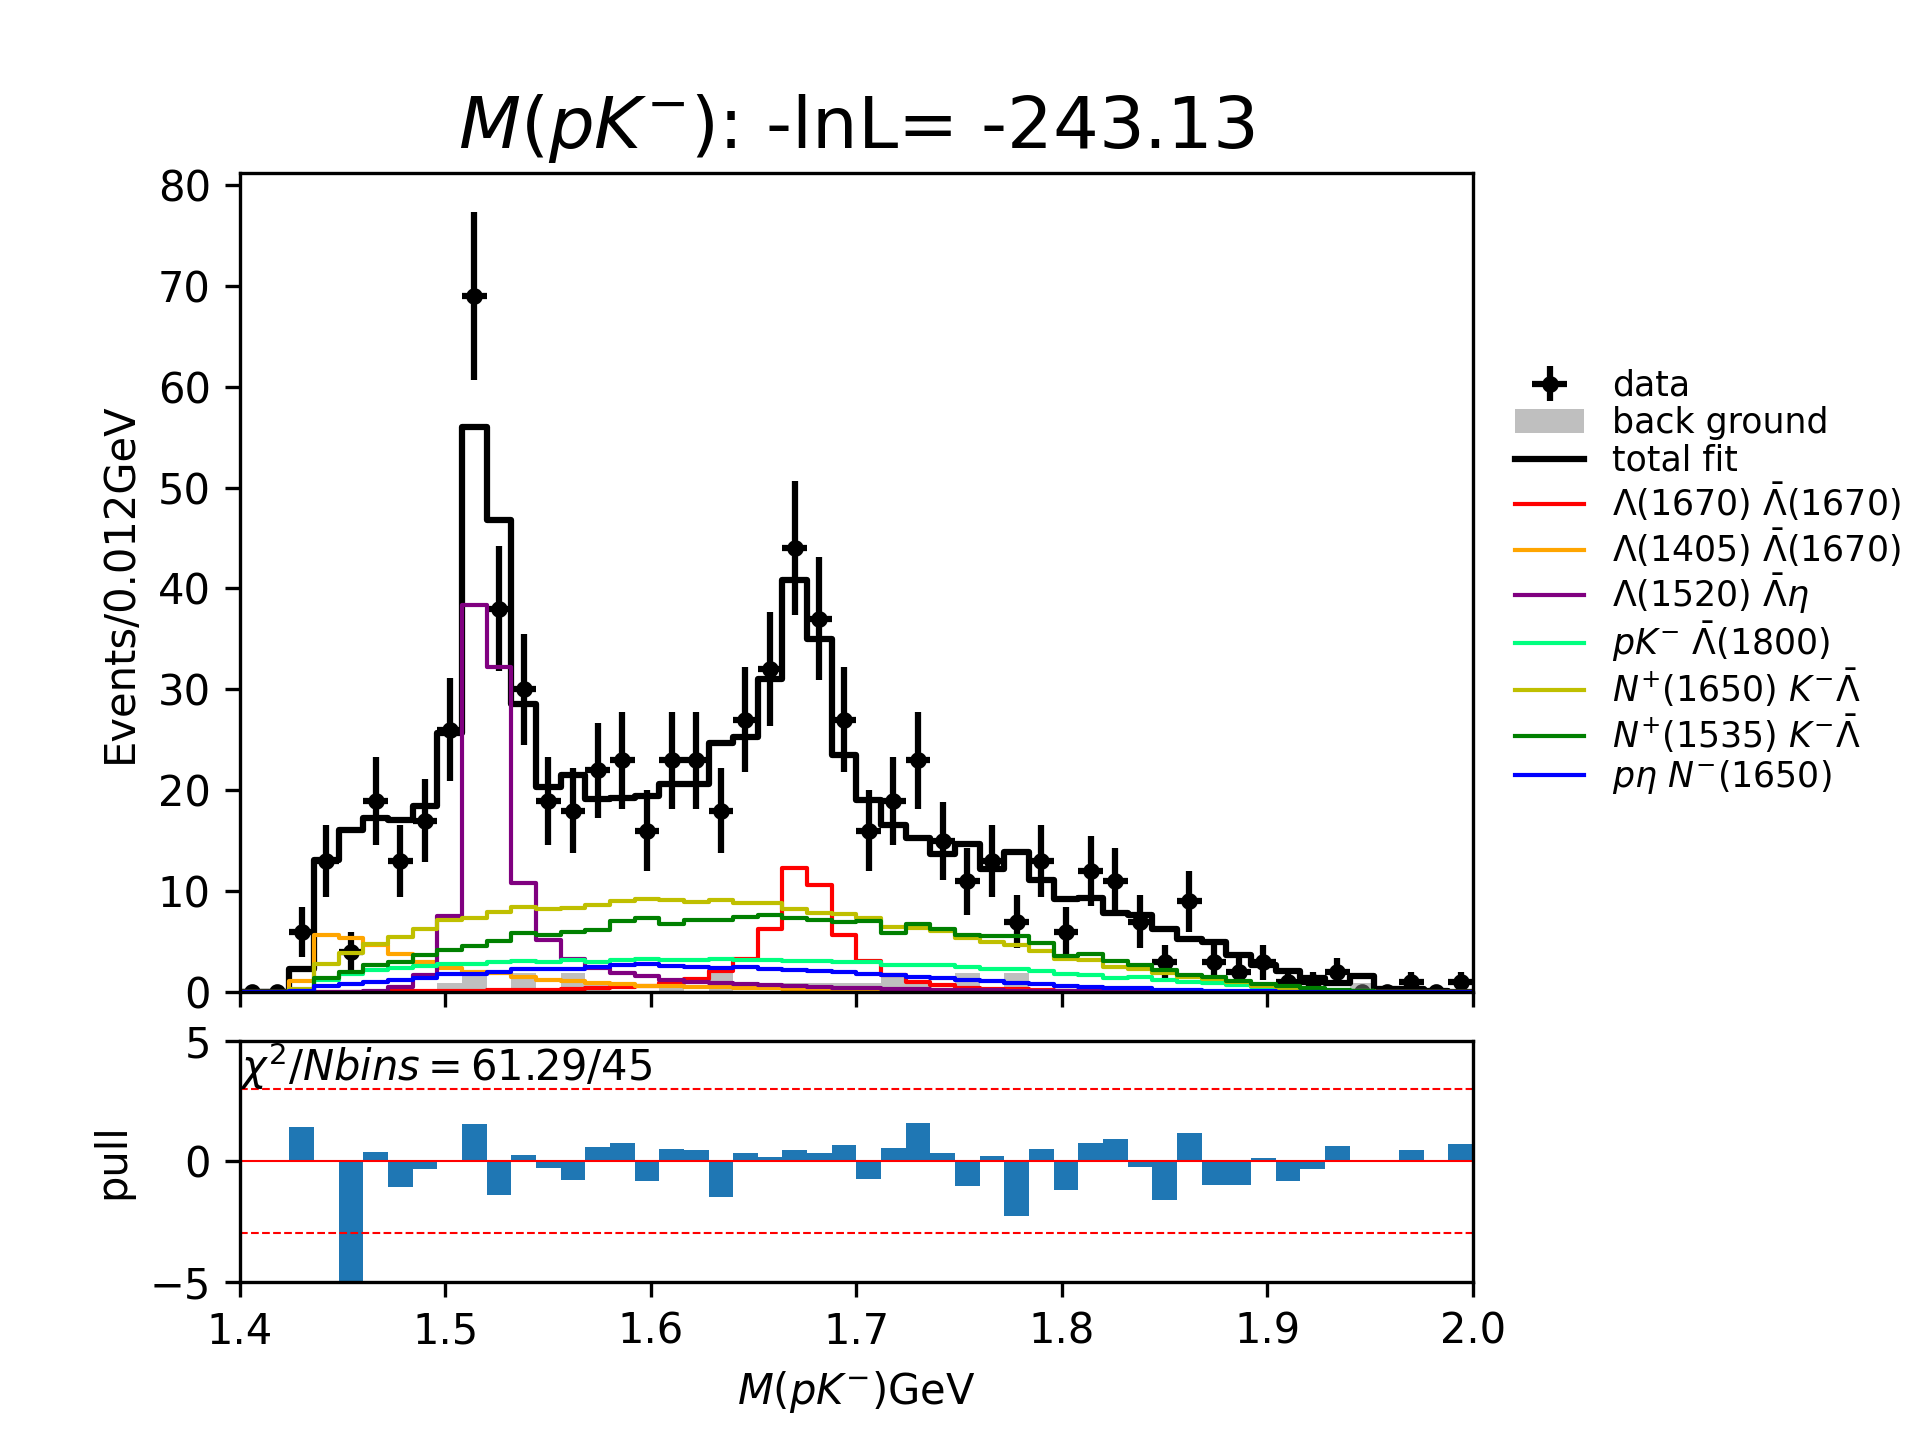 M(pK⁻): -lnL= -243.13
80
70
60
50
40
30
20
10
0
Events/0.012GeV
data
back ground
total fit
Λ(1670) Λ̄(1670)
Λ(1405) Λ̄(1670)
Λ(1520) Λ̄η
pK⁻ Λ̄(1800)
N⁺(1650) K⁻Λ̄
N⁺(1535) K⁻Λ̄
pη N⁻(1650)
χ²/Nbins = 61.29/45
5
0
−5
pull
1.4 1.5 1.6 1.7 1.8 1.9 2.0
M(pK⁻)GeV